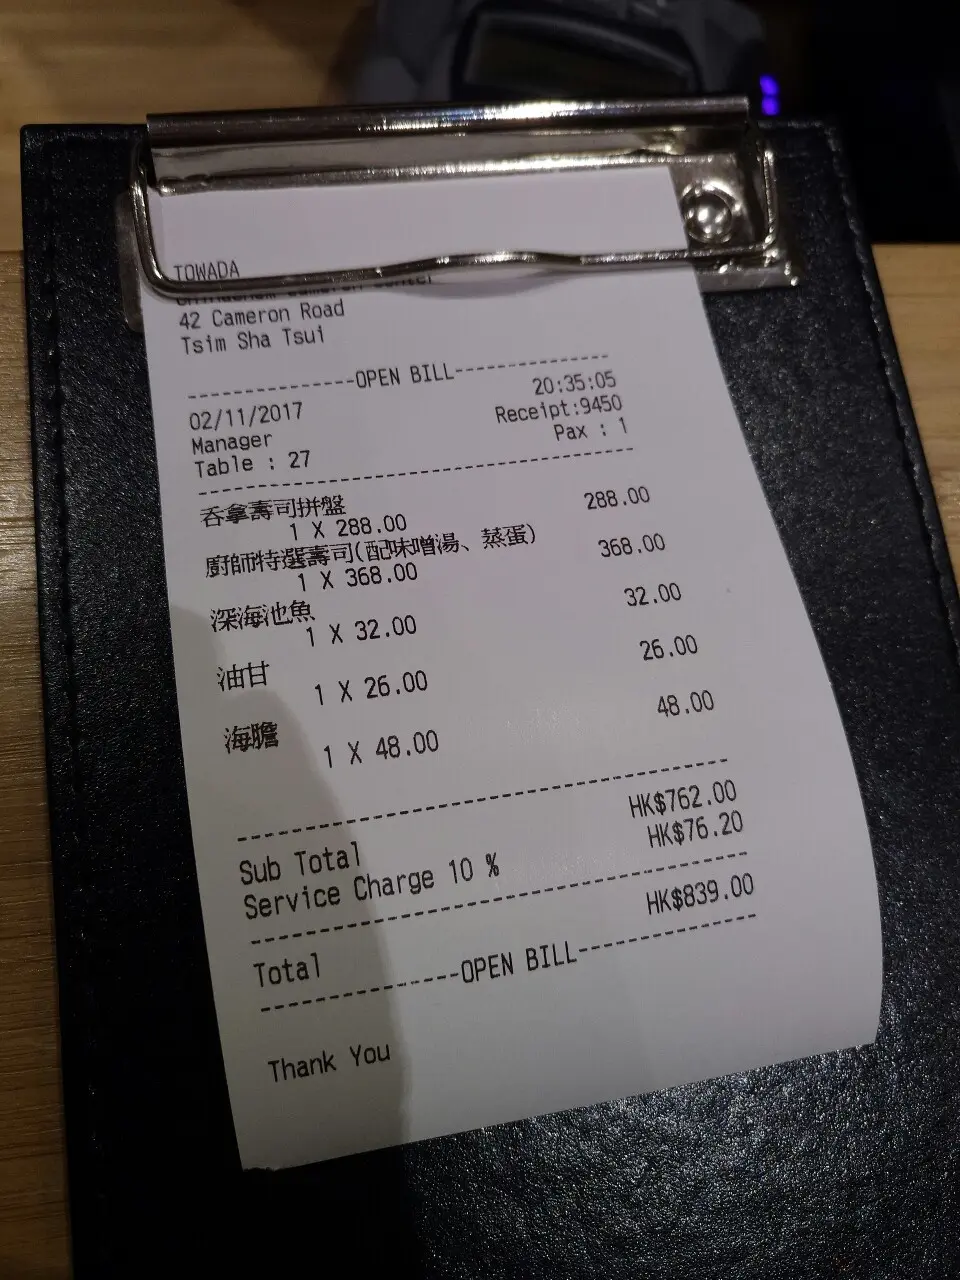 TOWADA
42 Cameron Road
Tsim Sha Tsui
----------------OPEN BILL----------------
02/11/2017 20:35:05
Manager Receipt:9450
Table : 27 Pax : 1
吞拿壽司拼盤 288.00
1 X 288.00
廚師特選壽司(配味噌湯、蒸蛋) 368.00
1 X 368.00
深海池魚 32.00
1 X 32.00
油甘 26.00
1 X 26.00
海膽 48.00
1 X 48.00
Sub Total HK$762.00
Service Charge 10 % HK$76.20
Total HK$839.00
----------------OPEN BILL----------------
Thank You